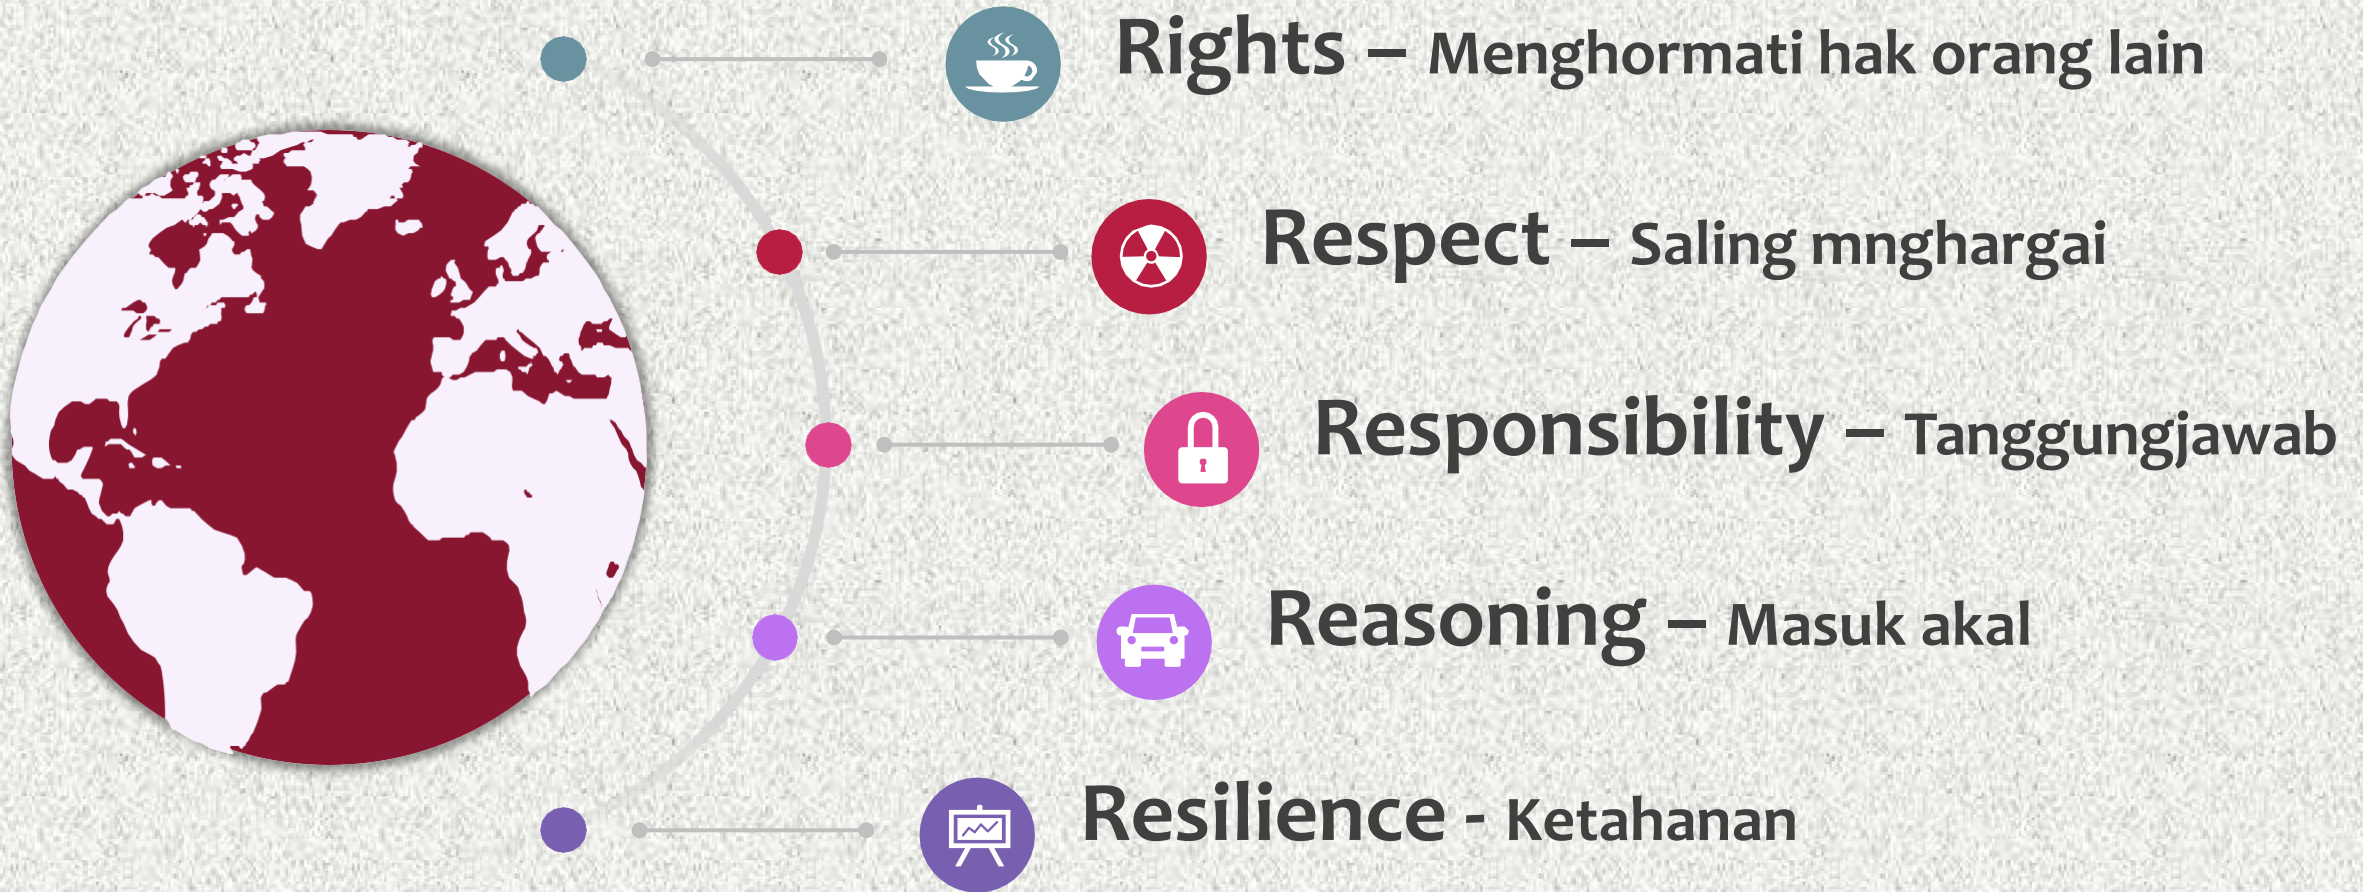 Rights – Menghormati hak orang lain
Respect – Saling mnghargai
Responsibility – Tanggungjawab
Reasoning – Masuk akal
Resilience - Ketahanan